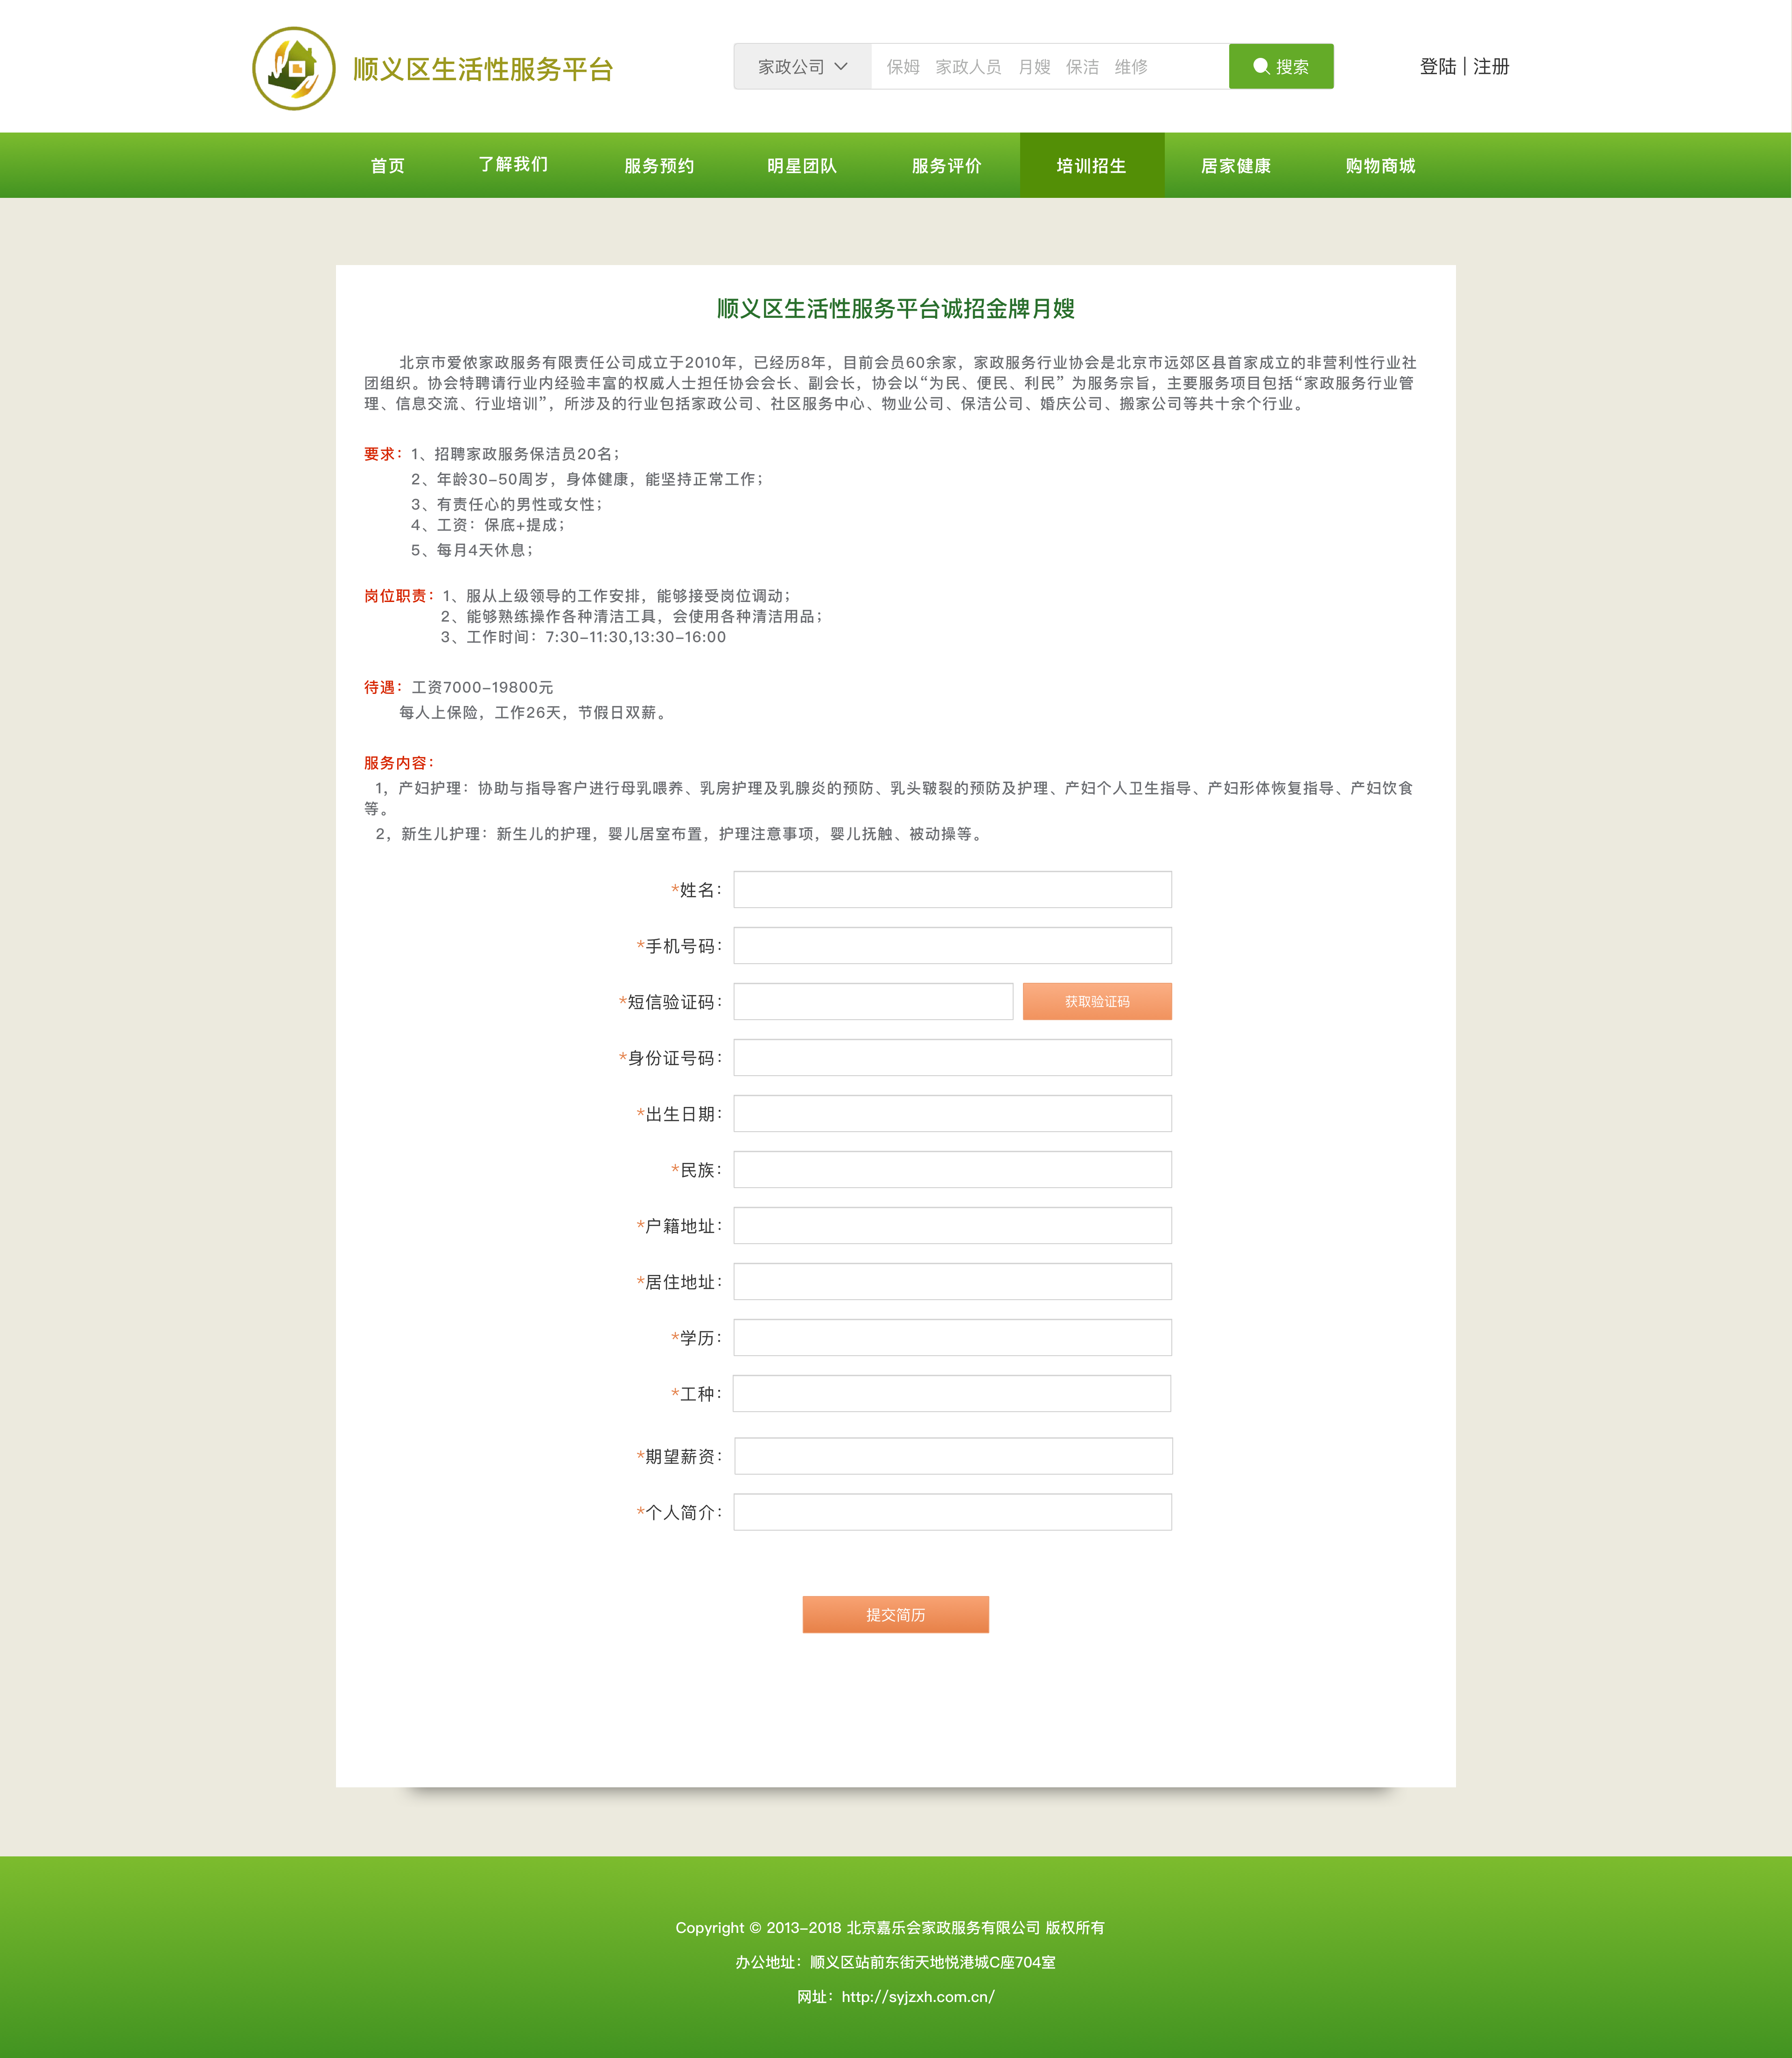 顺义区生活性服务平台
家政公司 保姆 家政人员 月嫂 保洁 维修 搜索
登陆 | 注册
首页 了解我们 服务预约 明星团队 服务评价 培训招生 居家健康 购物商城
顺义区生活性服务平台诚招金牌月嫂
北京市爱侬家政服务有限责任公司成立于2010年，已经历8年，目前会员60余家，家政服务行业协会是北京市远郊区县首家成立的非营利性行业社
团组织。协会特聘请行业内经验丰富的权威人士担任协会会长、副会长，协会以“为民、便民、利民” 为服务宗旨，主要服务项目包括“家政服务行业管
理、信息交流、行业培训”，所涉及的行业包括家政公司、社区服务中心、物业公司、保洁公司、婚庆公司、搬家公司等共十余个行业。
要求：1、招聘家政服务保洁员20名；
2、年龄30-50周岁，身体健康，能坚持正常工作；
3、有责任心的男性或女性；
4、工资：保底+提成；
5、每月4天休息；
岗位职责：1、服从上级领导的工作安排，能够接受岗位调动；
2、能够熟练操作各种清洁工具，会使用各种清洁用品；
3、工作时间：7:30-11:30,13:30-16:00
待遇：工资7000-19800元
每人上保险，工作26天，节假日双薪。
服务内容：
1，产妇护理：协助与指导客户进行母乳喂养、乳房护理及乳腺炎的预防、乳头皲裂的预防及护理、产妇个人卫生指导、产妇形体恢复指导、产妇饮食
等。
2，新生儿护理：新生儿的护理，婴儿居室布置，护理注意事项，婴儿抚触、被动操等。
*姓名：
*手机号码：
*短信验证码： 获取验证码
*身份证号码：
*出生日期：
*民族：
*户籍地址：
*居住地址：
*学历：
*工种：
*期望薪资：
*个人简介：
提交简历
Copyright © 2013-2018 北京嘉乐会家政服务有限公司 版权所有
办公地址：顺义区站前东街天地悦港城C座704室
网址：http://syjzxh.com.cn/